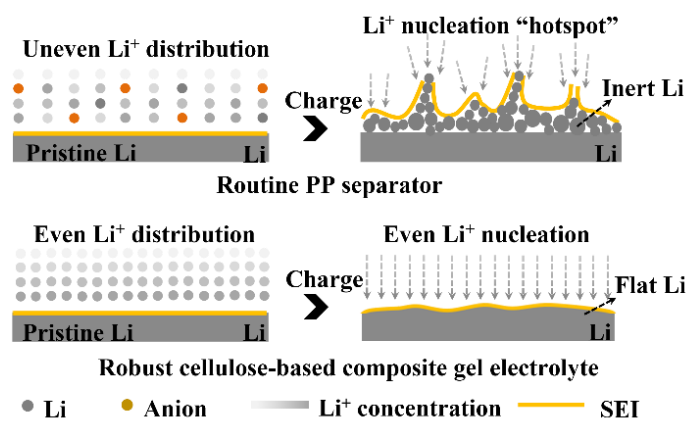 Uneven Li⁺ distribution
Li⁺ nucleation “hotspot”
Charge
Inert Li
Pristine Li
Li
Li
Routine PP separator
Even Li⁺ distribution
Even Li⁺ nucleation
Charge
Flat Li
Pristine Li
Li
Li
Robust cellulose-based composite gel electrolyte
Li
Anion
Li⁺ concentration
SEI